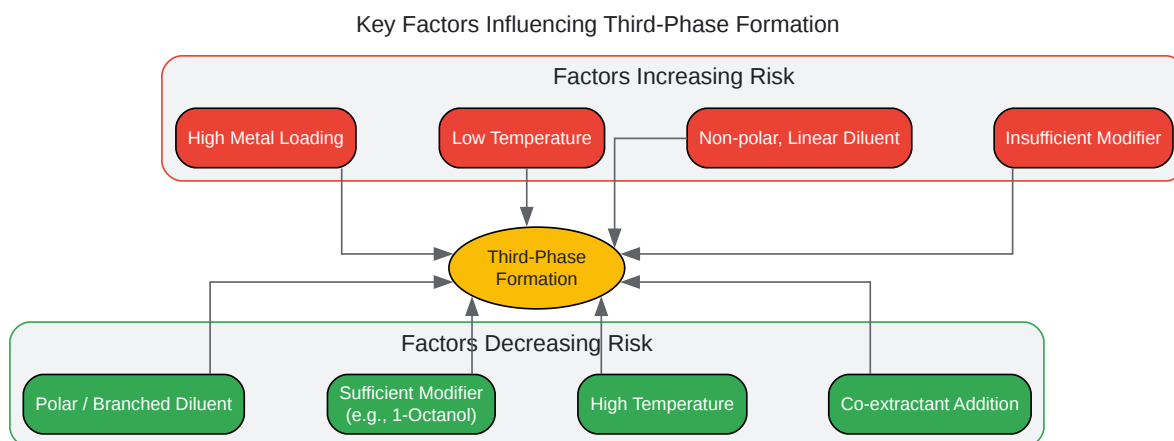 Key Factors Influencing Third-Phase Formation
Factors Increasing Risk
High Metal Loading
Low Temperature
Non-polar, Linear Diluent
Insufficient Modifier
Third-Phase
Formation
Factors Decreasing Risk
Polar / Branched Diluent
Sufficient Modifier
(e.g., 1-Octanol)
High Temperature
Co-extractant Addition